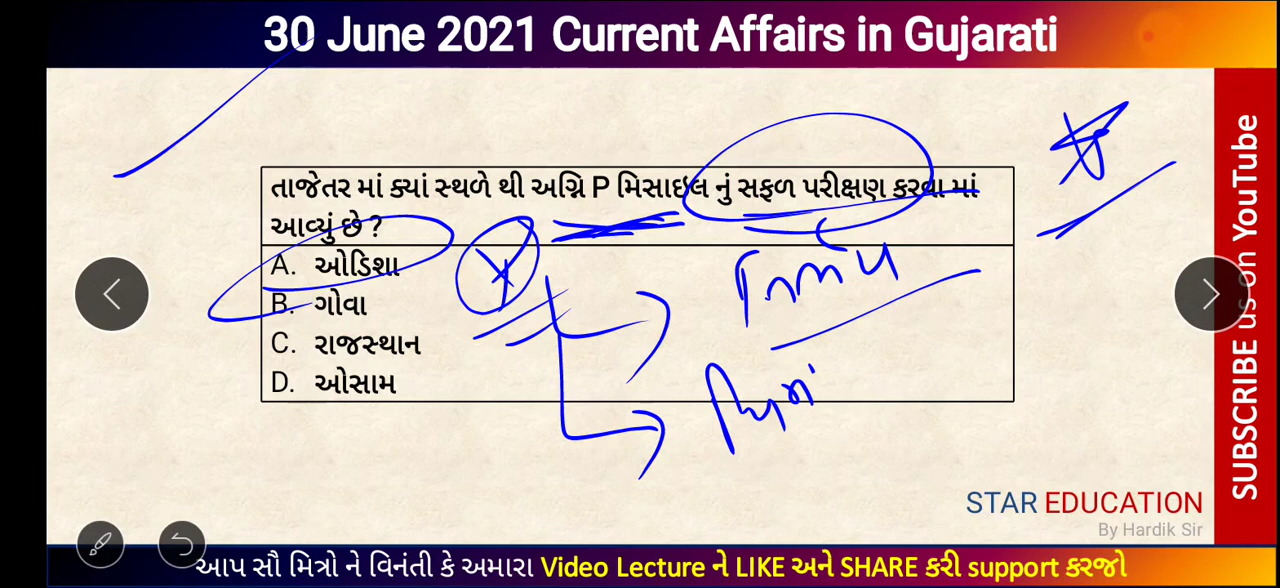 30 June 2021 Current Affairs in Gujarati
તાજેતર માં ક્યાં સ્થળે થી અગ્નિ P મિસાઇલ નું સફળ પરીક્ષણ કરવા માં
આવ્યું છે ?
A. ઓડિશા
B. ગોવા
C. રાજસ્થાન
D. ઓસામ
SUBSCRIBE us on YouTube
STAR EDUCATION
By Hardik Sir
આપ સૌ મિત્રો ને વિનંતી કે અમારા Video Lecture ને LIKE અને SHARE કરી support કરજો